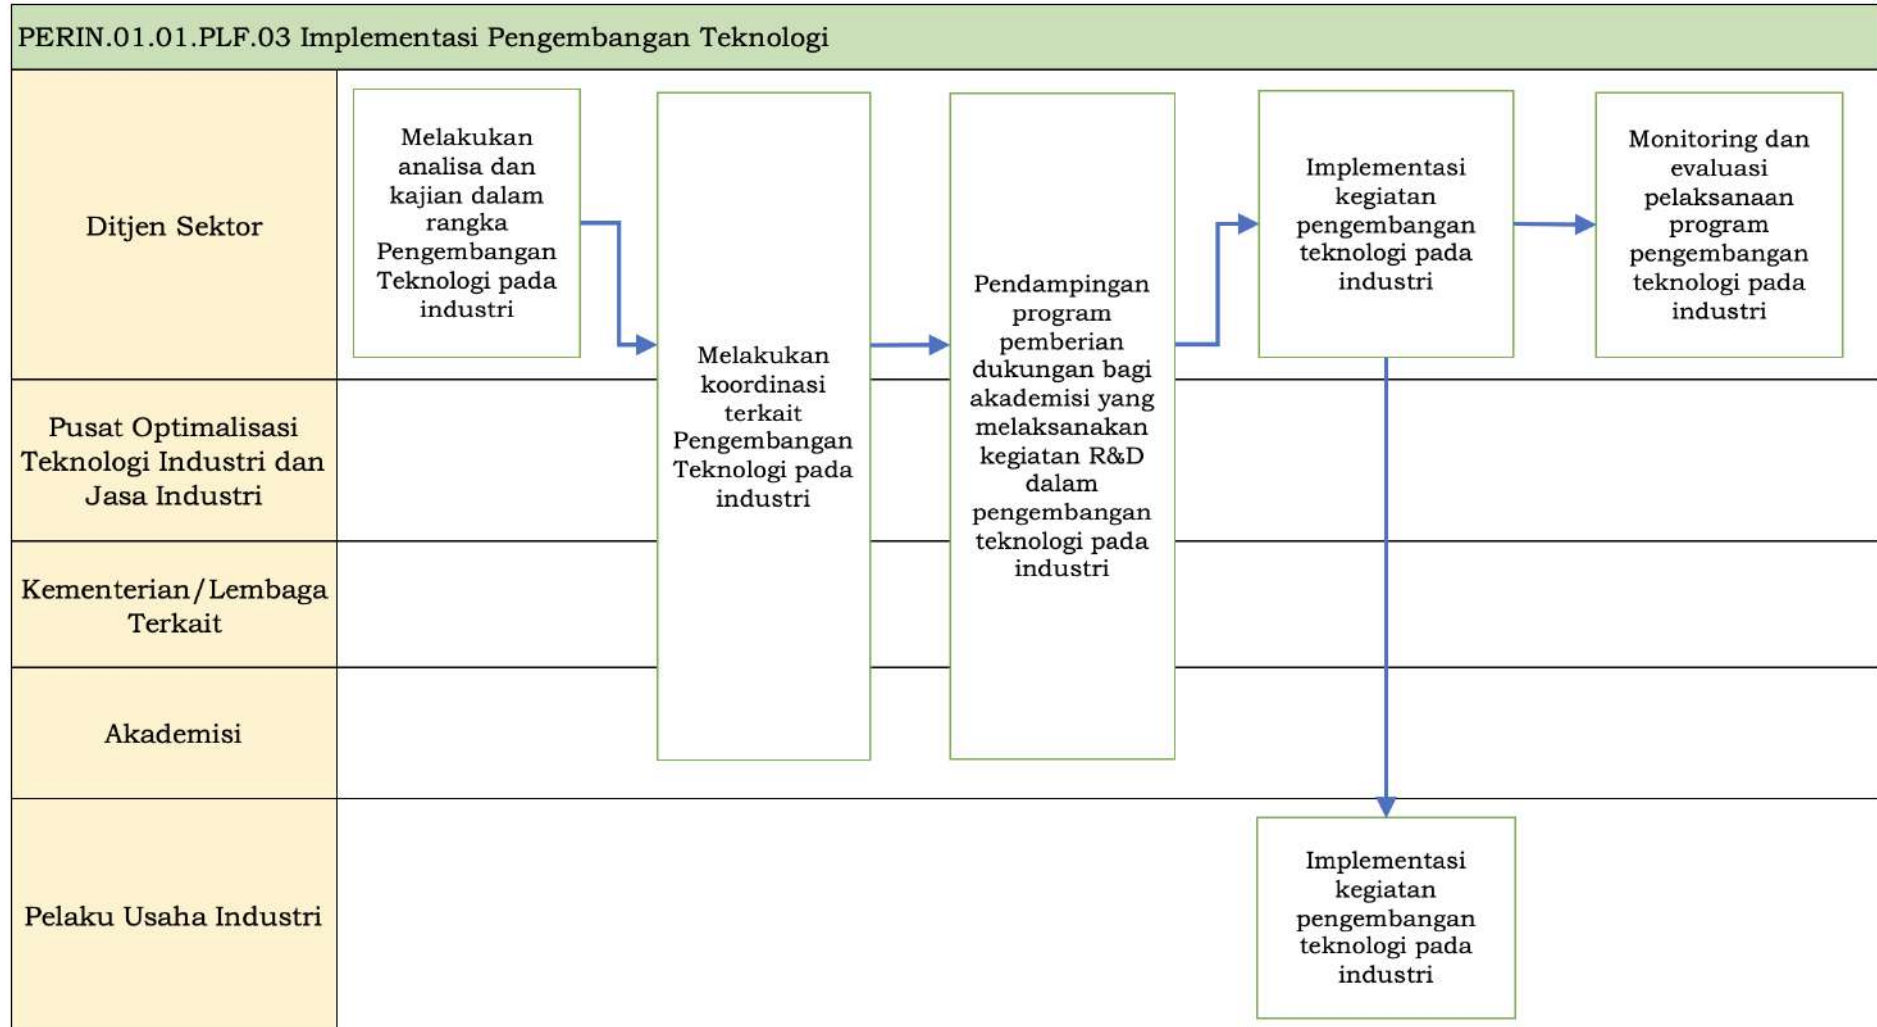 PERIN.01.01.PLF.03 Implementasi Pengembangan Teknologi
Ditjen Sektor
Melakukan
analisa dan
kajian dalam
rangka
Pengembangan
Teknologi pada
industri
Melakukan
koordinasi
terkait
Pengembangan
Teknologi pada
industri
Pendampingan
program
pemberian
dukungan bagi
akademisi yang
melaksanakan
kegiatan R&D
dalam
pengembangan
teknologi pada
industri
Implementasi
kegiatan
pengembangan
teknologi pada
industri
Monitoring dan
evaluasi
pelaksanaan
program
pengembangan
teknologi pada
industri
Pusat Optimalisasi
Teknologi Industri dan
Jasa Industri
Kementerian/Lembaga
Terkait
Akademisi
Pelaku Usaha Industri
Implementasi
kegiatan
pengembangan
teknologi pada
industri